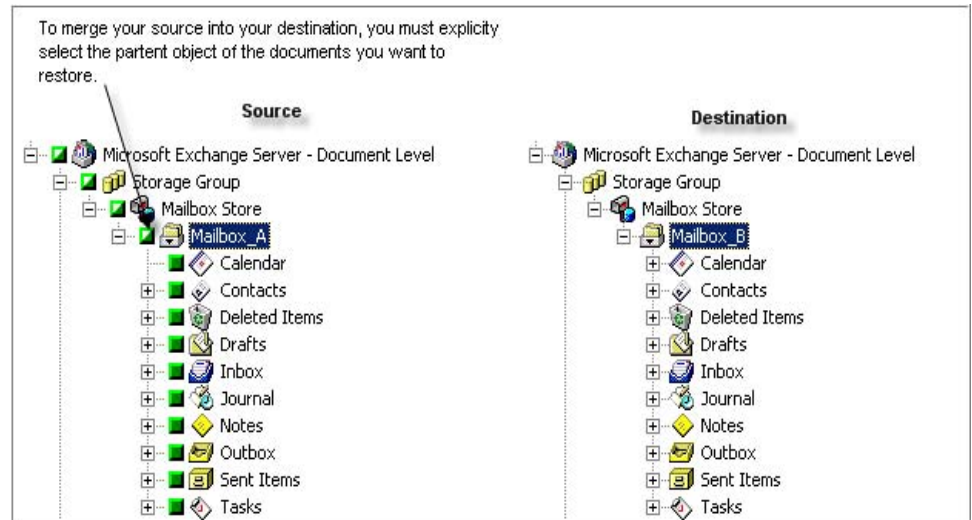 To merge your source into your destination, you must explicity
select the partent object of the documents you want to
restore.
Source
Microsoft Exchange Server - Document Level
Storage Group
Mailbox Store
Mailbox_A
Calendar
Contacts
Deleted Items
Drafts
Inbox
Journal
Notes
Outbox
Sent Items
Tasks
Destination
Microsoft Exchange Server - Document Level
Storage Group
Mailbox Store
Mailbox_B
Calendar
Contacts
Deleted Items
Drafts
Inbox
Journal
Notes
Outbox
Sent Items
Tasks